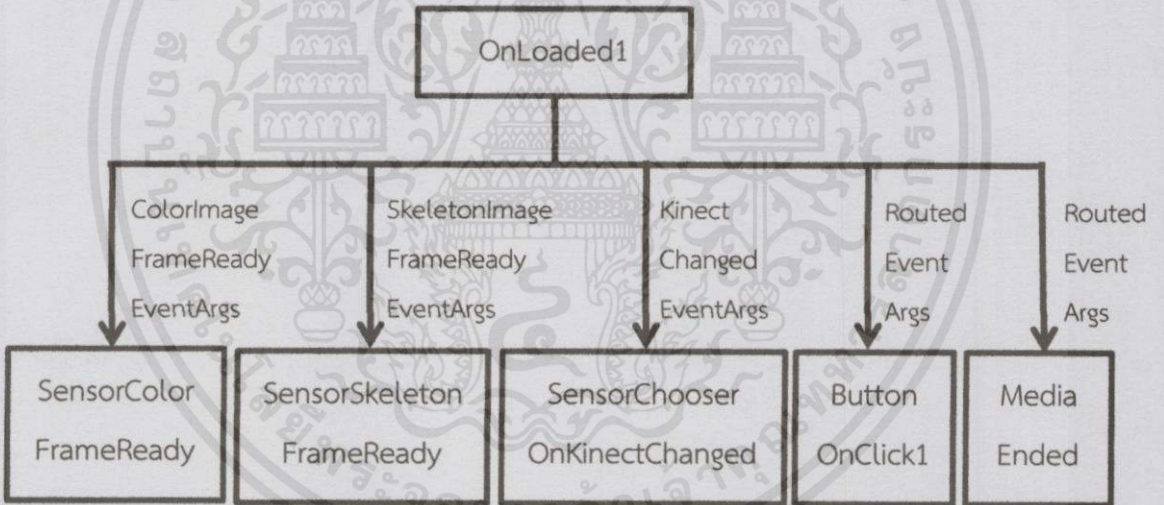 OnLoaded1
ColorImage
FrameReady
EventArgs
SkeletonImage
FrameReady
EventArgs
Kinect
Changed
EventArgs
Routed
Event
Args
Routed
Event
Args
SensorColor
FrameReady
SensorSkeleton
FrameReady
SensorChooser
OnKinectChanged
Button
OnClick1
Media
Ended